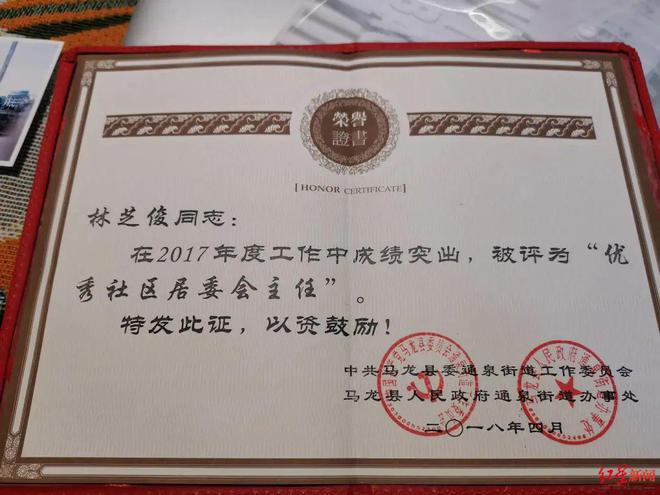 榮譽
證書
[ HONOR CERTIFICATE ]
林芝俊同志：
在2017年度工作中成绩突出，被评为“优
秀社区居委会主任”。
特发此证，以资鼓励！
中共马龙县委通泉街道工作委员会
马龙县人民政府通泉街道办事处
二〇一八年四月
红星新闻